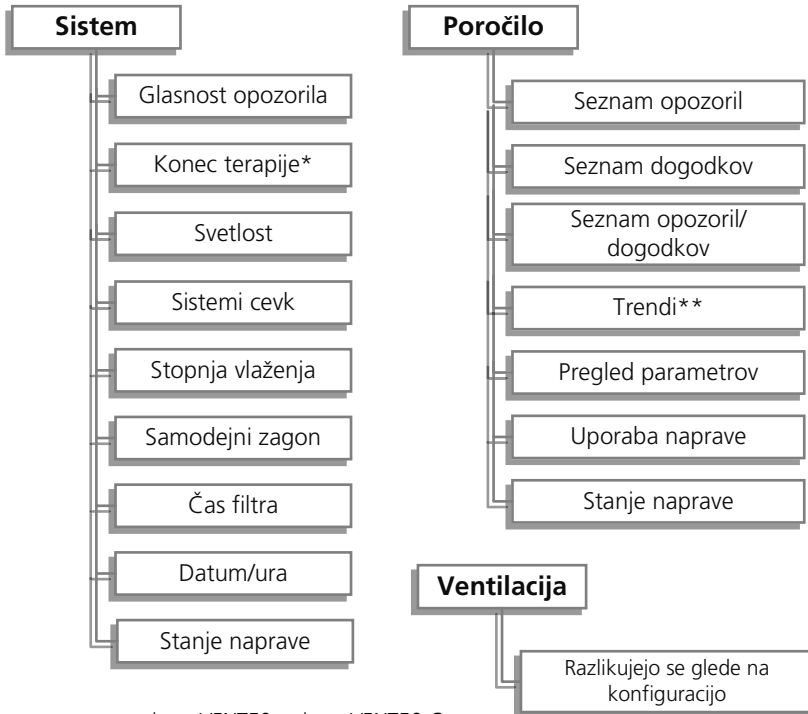 Sistem
Glasnost opozorila
Konec terapije*
Svetlost
Sistemi cevk
Stopnja vlaženja
Samodejni zagon
Čas filtra
Datum/ura
Stanje naprave
Poročilo
Seznam opozoril
Seznam dogodkov
Seznam opozoril/
dogodkov
Trendi**
Pregled parametrov
Uporaba naprave
Stanje naprave
Ventilacija
Razlikujejo se glede na
konfiguracijo